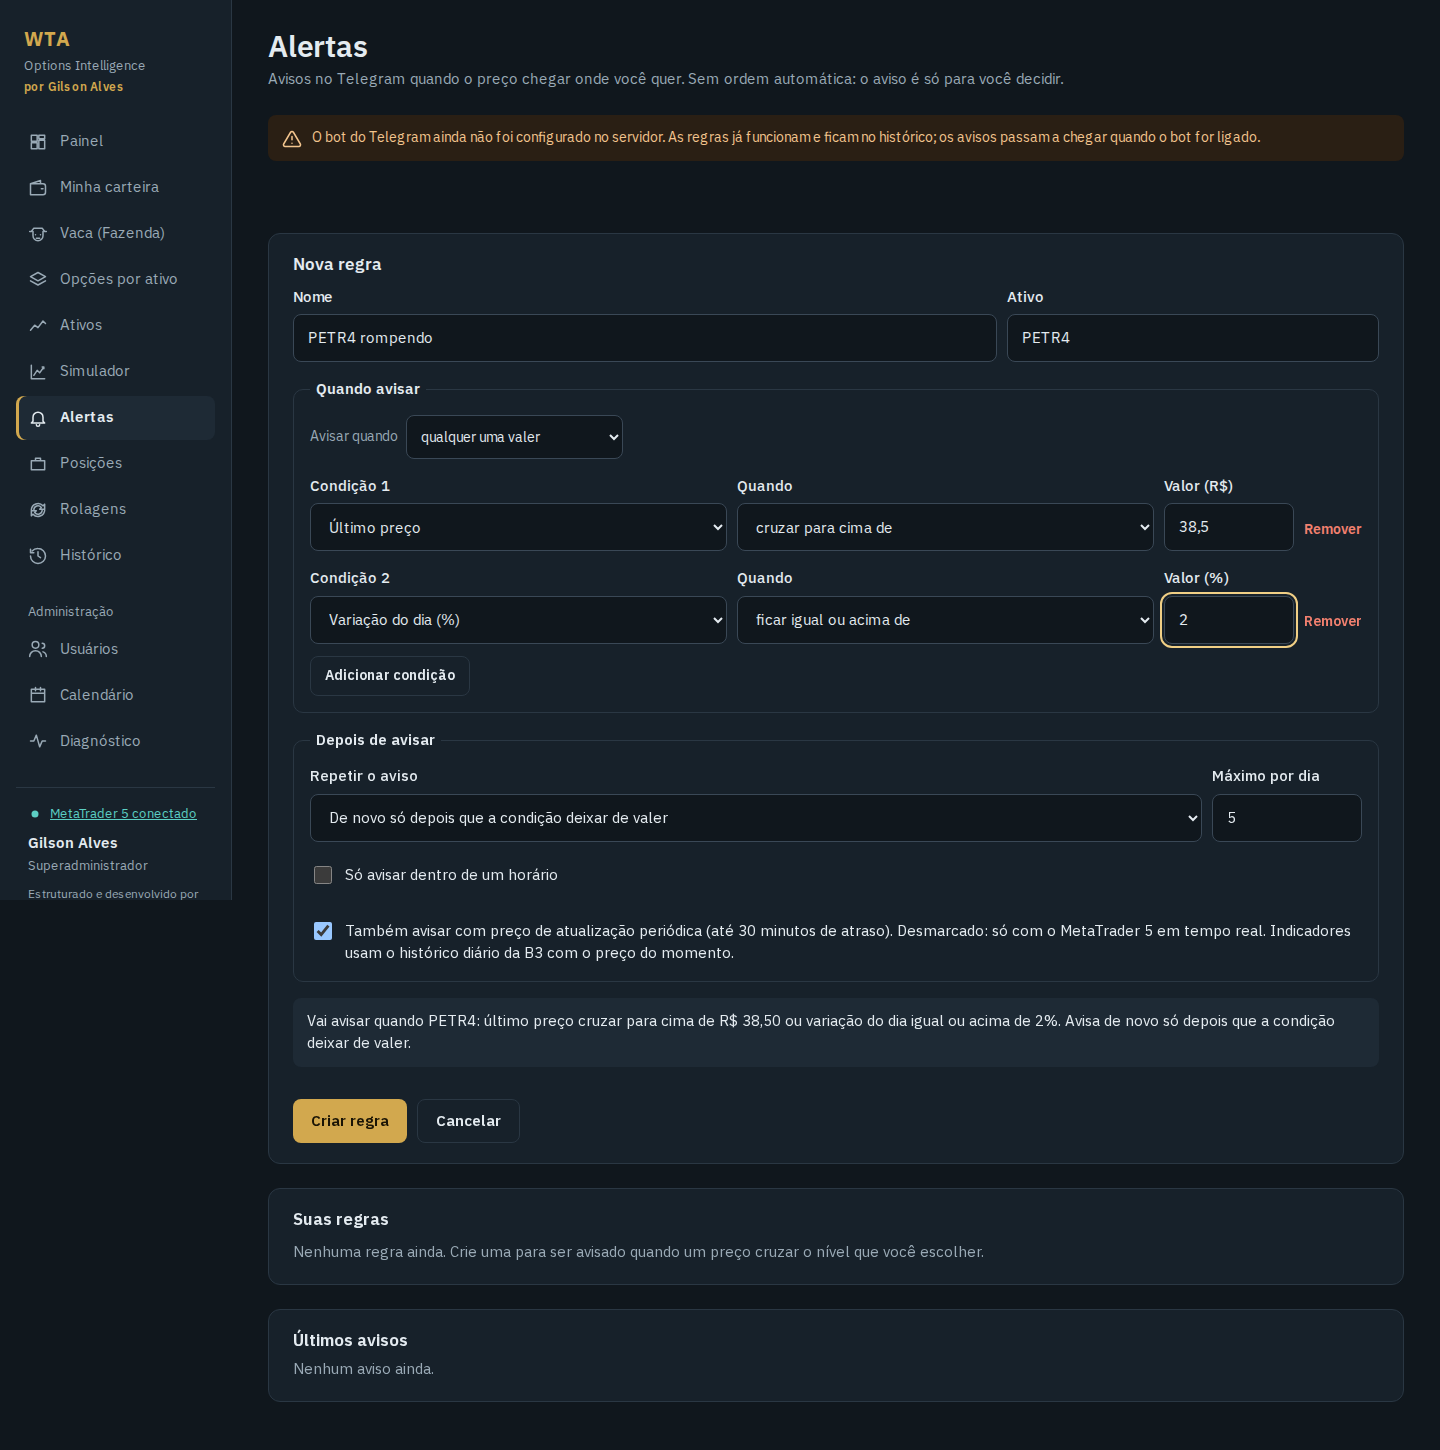 WTA
Options Intelligence
por Gilson Alves
Painel
Minha carteira
Vaca (Fazenda)
Opções por ativo
Ativos
Simulador
Alertas
Posições
Rolagens
Histórico
Administração
Usuários
Calendário
Diagnóstico
MetaTrader 5 conectado
Gilson Alves
Superadministrador
Estruturado e desenvolvido por
Alertas
Avisos no Telegram quando o preço chegar onde você quer. Sem ordem automática: o aviso é só para você decidir.
O bot do Telegram ainda não foi configurado no servidor. As regras já funcionam e ficam no histórico; os avisos passam a chegar quando o bot for ligado.
Nova regra
Nome Ativo
PETR4 rompendo PETR4
Quando avisar
Avisar quando qualquer uma valer
Condição 1 Quando Valor (R$)
Último preço cruzar para cima de 38,5 Remover
Condição 2 Quando Valor (%)
Variação do dia (%) ficar igual ou acima de 2 Remover
Adicionar condição
Depois de avisar
Repetir o aviso Máximo por dia
De novo só depois que a condição deixar de valer 5
Só avisar dentro de um horário
Também avisar com preço de atualização periódica (até 30 minutos de atraso). Desmarcado: só com o MetaTrader 5 em tempo real. Indicadores
usam o histórico diário da B3 com o preço do momento.
Vai avisar quando PETR4: último preço cruzar para cima de R$ 38,50 ou variação do dia igual ou acima de 2%. Avisa de novo só depois que a condição
deixar de valer.
Criar regra Cancelar
Suas regras
Nenhuma regra ainda. Crie uma para ser avisado quando um preço cruzar o nível que você escolher.
Últimos avisos
Nenhum aviso ainda.